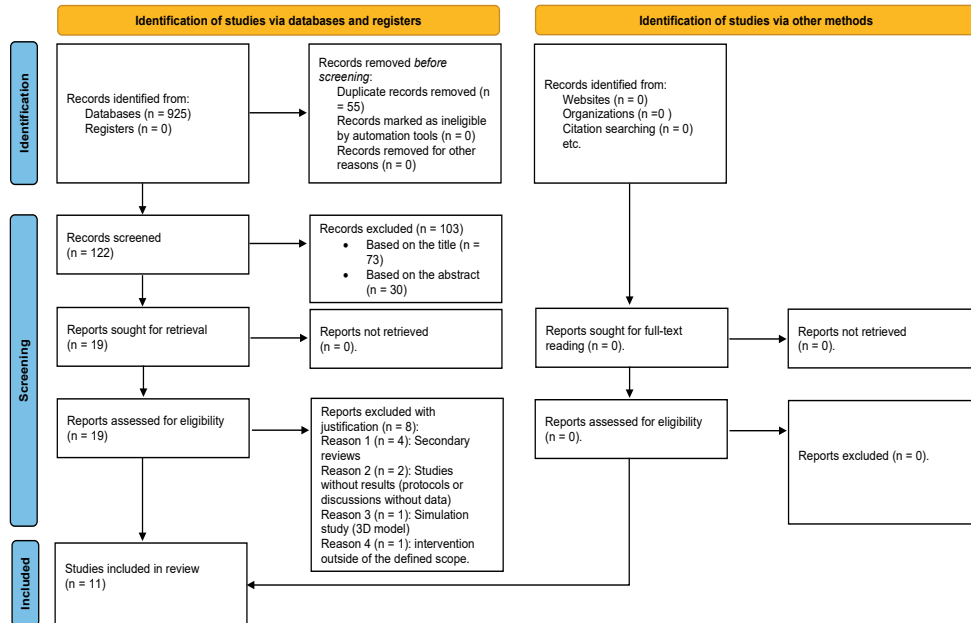 Identification of studies via databases and registers
Identification of studies via other methods
Identification
Records identified from:
Databases (n = 925)
Registers (n = 0)
Records removed before
screening:
Duplicate records removed (n
= 55)
Records marked as ineligible
by automation tools (n = 0)
Records removed for other
reasons (n = 0)
Records identified from:
Websites (n = 0)
Organizations (n =0 )
Citation searching (n = 0)
etc.
Screening
Records screened
(n = 122)
Records excluded (n = 103)
• Based on the title (n =
73)
• Based on the abstract
(n = 30)
Reports sought for retrieval
(n = 19)
Reports not retrieved
(n = 0).
Reports sought for full-text
reading (n = 0).
Reports not retrieved
(n = 0).
Reports assessed for eligibility
(n = 19)
Reports excluded with
justification (n = 8):
Reason 1 (n = 4): Secondary
reviews
Reason 2 (n = 2): Studies
without results (protocols or
discussions without data)
Reason 3 (n = 1): Simulation
study (3D model)
Reason 4 (n = 1): intervention
outside of the defined scope.
Reports assessed for eligibility
(n = 0).
Reports excluded (n = 0).
Included
Studies included in review
(n = 11)